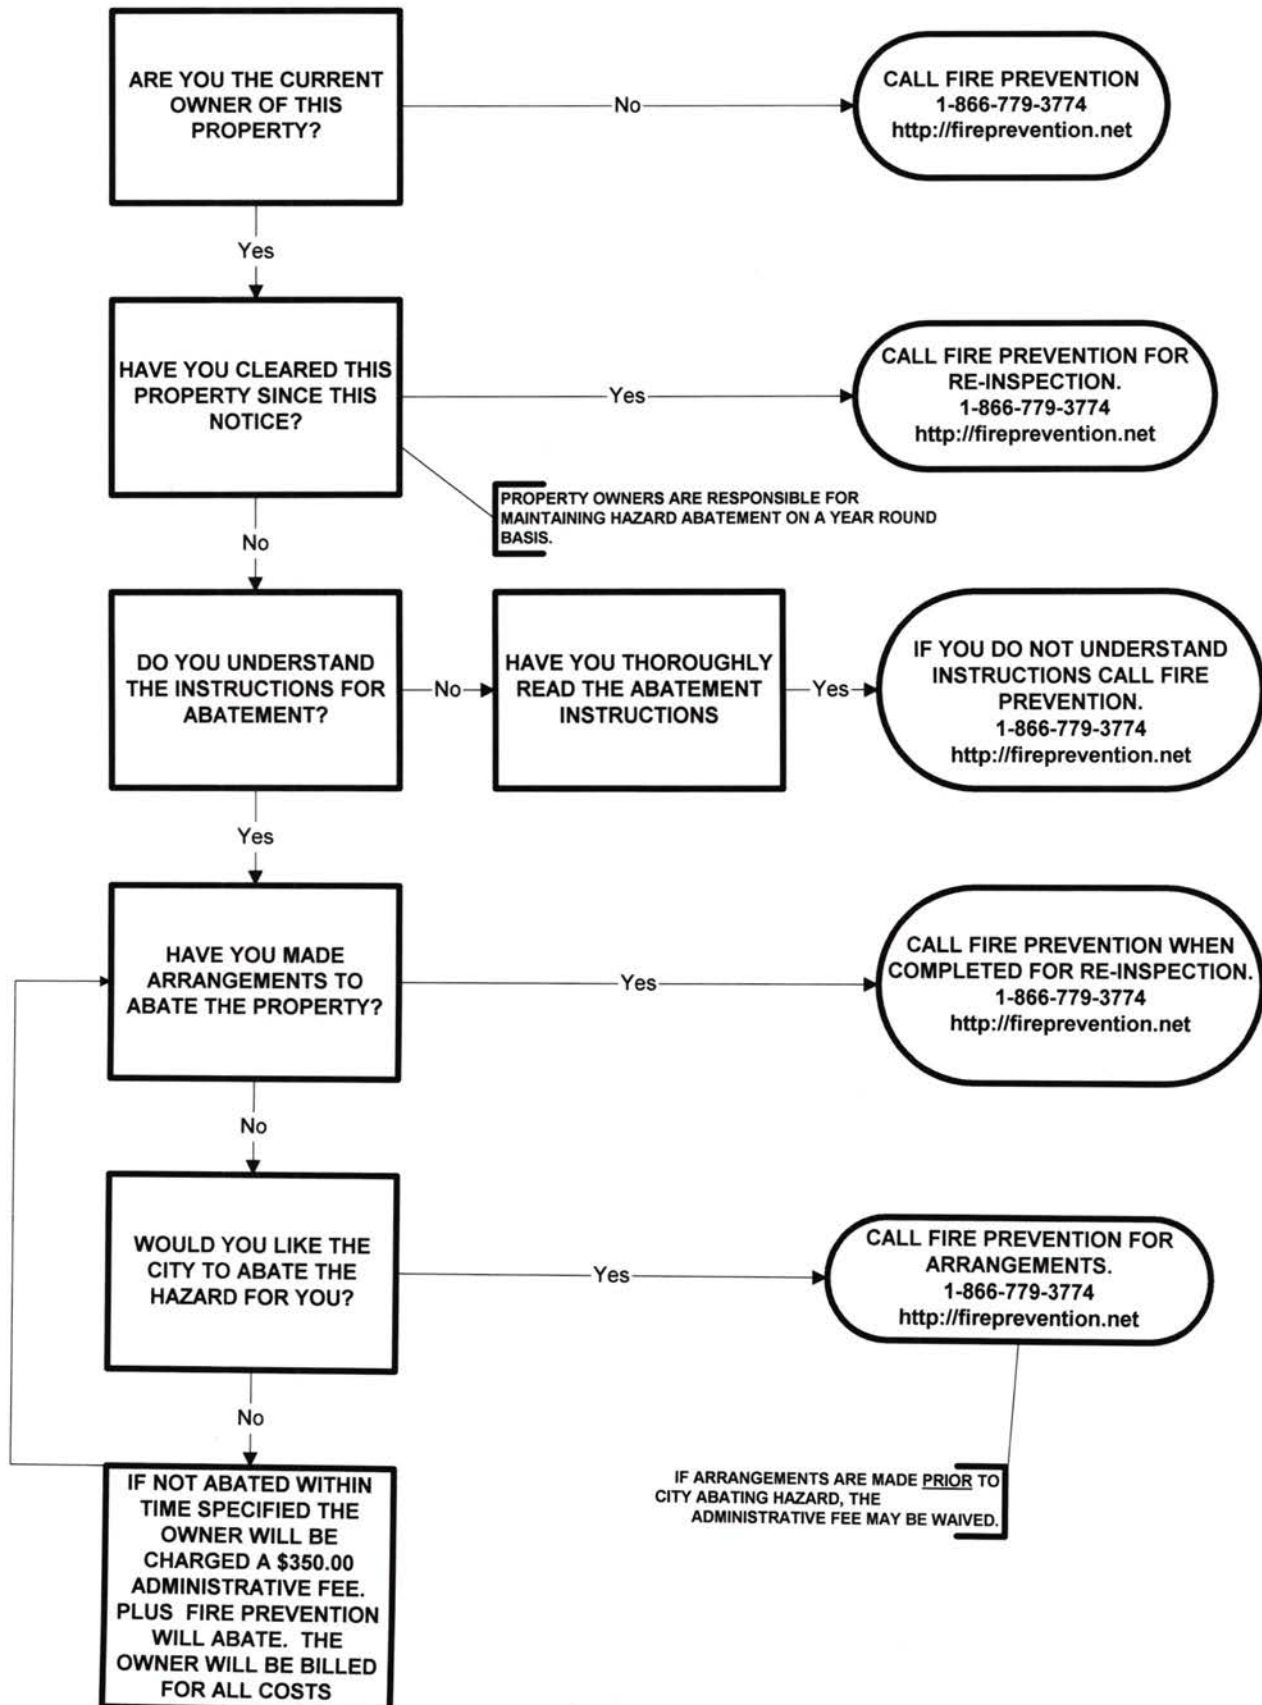 ARE YOU THE CURRENT
OWNER OF THIS
PROPERTY?
No
CALL FIRE PREVENTION
1-866-779-3774
http://fireprevention.net
Yes
HAVE YOU CLEARED THIS
PROPERTY SINCE THIS
NOTICE?
Yes
CALL FIRE PREVENTION FOR
RE-INSPECTION.
1-866-779-3774
http://fireprevention.net
PROPERTY OWNERS ARE RESPONSIBLE FOR
MAINTAINING HAZARD ABATEMENT ON A YEAR ROUND
BASIS.
No
DO YOU UNDERSTAND
THE INSTRUCTIONS FOR
ABATEMENT?
No
HAVE YOU THOROUGHLY
READ THE ABATEMENT
INSTRUCTIONS
Yes
IF YOU DO NOT UNDERSTAND
INSTRUCTIONS CALL FIRE
PREVENTION.
1-866-779-3774
http://fireprevention.net
Yes
HAVE YOU MADE
ARRANGEMENTS TO
ABATE THE PROPERTY?
Yes
CALL FIRE PREVENTION WHEN
COMPLETED FOR RE-INSPECTION.
1-866-779-3774
http://fireprevention.net
No
WOULD YOU LIKE THE
CITY TO ABATE THE
HAZARD FOR YOU?
Yes
CALL FIRE PREVENTION FOR
ARRANGEMENTS.
1-866-779-3774
http://fireprevention.net
No
IF ARRANGEMENTS ARE MADE PRIOR TO
CITY ABATING HAZARD, THE
ADMINISTRATIVE FEE MAY BE WAIVED.
IF NOT ABATED WITHIN
TIME SPECIFIED THE
OWNER WILL BE
CHARGED A $350.00
ADMINISTRATIVE FEE.
PLUS FIRE PREVENTION
WILL ABATE. THE
OWNER WILL BE BILLED
FOR ALL COSTS